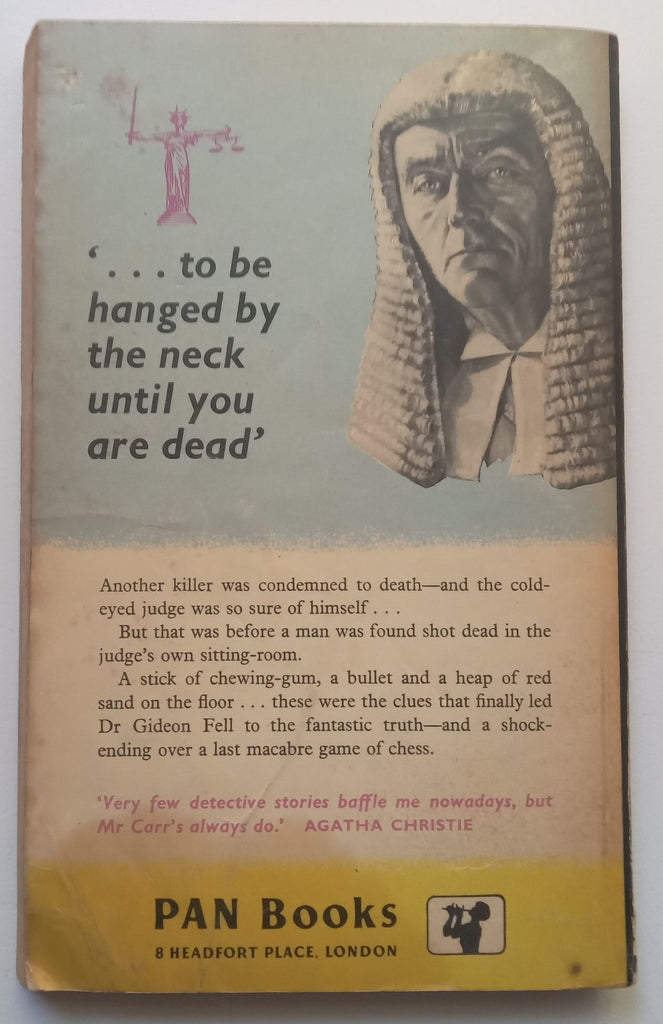 ‘. . . to be
hanged by
the neck
until you
are dead’
Another killer was condemned to death—and the cold-
eyed judge was so sure of himself . . .
But that was before a man was found shot dead in the
judge’s own sitting-room.
A stick of chewing-gum, a bullet and a heap of red
sand on the floor . . . these were the clues that finally led
Dr Gideon Fell to the fantastic truth—and a shock-
ending over a last macabre game of chess.
‘Very few detective stories baffle me nowadays, but
Mr Carr’s always do.’ AGATHA CHRISTIE
PAN Books
8 HEADFORT PLACE, LONDON